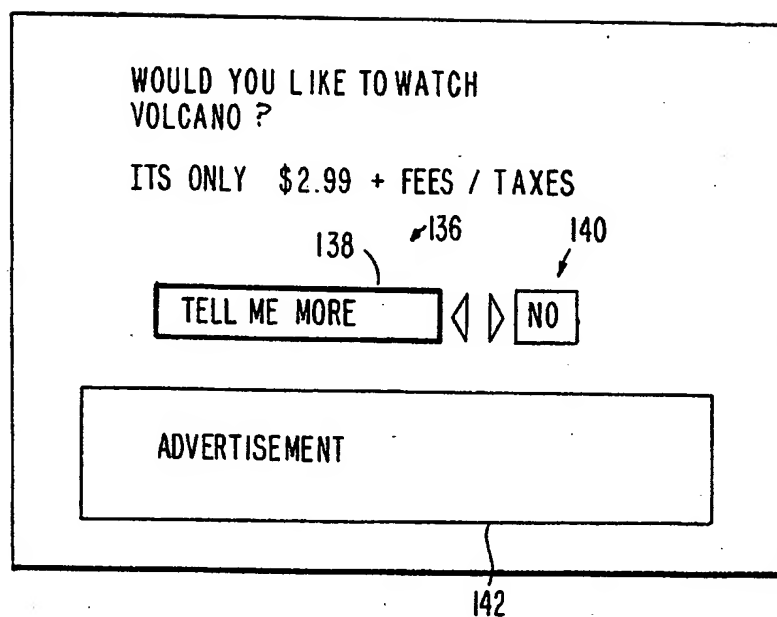 WOULD YOU LIKE TO WATCH
VOLCANO ?
ITS ONLY $2.99 + FEES / TAXES
138 136 140
TELL ME MORE NO
ADVERTISEMENT
142